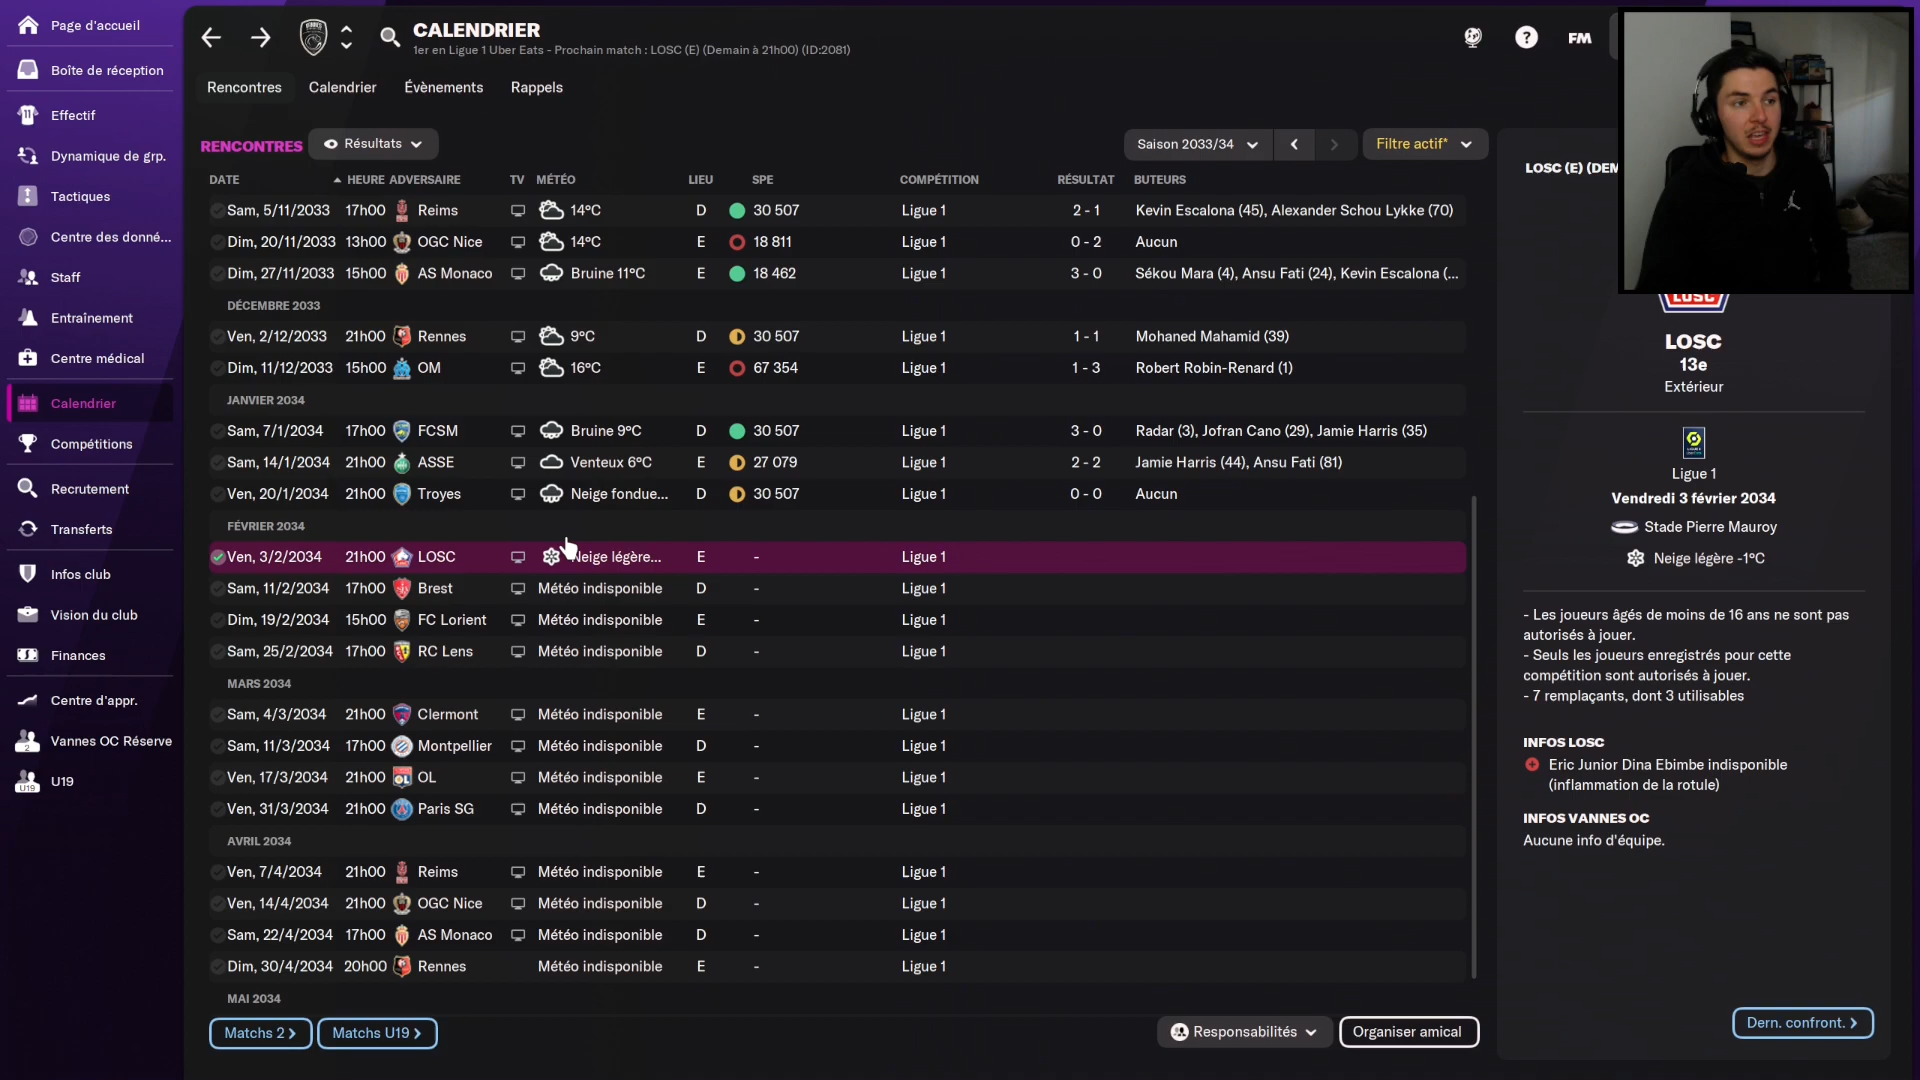 Page d'accueil
Boîte de réception
Effectif
Dynamique de grp.
Tactiques
Centre des donné...
Staff
Entraînement
Centre médical
Calendrier
Compétitions
Recrutement
Transferts
Infos club
Vision du club
Finances
Centre d'appr.
2 Vannes OC Réserve
U19 U19
CALENDRIER
1er en Ligue 1 Uber Eats - Prochain match : LOSC (E) (Demain à 21h00) (ID:2081)
? FM
Rencontres Calendrier Évènements Rappels
RENCONTRES Résultats Saison 2033/34 Filtre actif*
DATE HEURE ADVERSAIRE TV MÉTÉO LIEU SPE COMPÉTITION RÉSULTAT BUTEURS
Sam, 5/11/2033 17h00 Reims 14°C D 30 507 Ligue 1 2 - 1 Kevin Escalona (45), Alexander Schou Lykke (70)
Dim, 20/11/2033 13h00 OGC Nice 14°C E 18 811 Ligue 1 0 - 2 Aucun
Dim, 27/11/2033 15h00 AS Monaco Bruine 11°C E 18 462 Ligue 1 3 - 0 Sékou Mara (4), Ansu Fati (24), Kevin Escalona (...
DÉCEMBRE 2033
Ven, 2/12/2033 21h00 Rennes 9°C D 30 507 Ligue 1 1 - 1 Mohaned Mahamid (39)
Dim, 11/12/2033 15h00 OM 16°C E 67 354 Ligue 1 1 - 3 Robert Robin-Renard (1)
JANVIER 2034
Sam, 7/1/2034 17h00 FCSM Bruine 9°C D 30 507 Ligue 1 3 - 0 Radar (3), Jofran Cano (29), Jamie Harris (35)
Sam, 14/1/2034 21h00 ASSE Venteux 6°C E 27 079 Ligue 1 2 - 2 Jamie Harris (44), Ansu Fati (81)
Ven, 20/1/2034 21h00 Troyes Neige fondue... D 30 507 Ligue 1 0 - 0 Aucun
FÉVRIER 2034
Ven, 3/2/2034 21h00 LOSC Neige légère... E - Ligue 1
Sam, 11/2/2034 17h00 Brest Météo indisponible D - Ligue 1
Dim, 19/2/2034 15h00 FC Lorient Météo indisponible E - Ligue 1
Sam, 25/2/2034 17h00 RC Lens Météo indisponible D - Ligue 1
MARS 2034
Sam, 4/3/2034 21h00 Clermont Météo indisponible E - Ligue 1
Sam, 11/3/2034 17h00 Montpellier Météo indisponible D - Ligue 1
Ven, 17/3/2034 21h00 OL Météo indisponible E - Ligue 1
Ven, 31/3/2034 21h00 Paris SG Météo indisponible D - Ligue 1
AVRIL 2034
Ven, 7/4/2034 21h00 Reims Météo indisponible E - Ligue 1
Ven, 14/4/2034 21h00 OGC Nice Météo indisponible D - Ligue 1
Sam, 22/4/2034 17h00 AS Monaco Météo indisponible D - Ligue 1
Dim, 30/4/2034 20h00 Rennes Météo indisponible E - Ligue 1
MAI 2034
Matchs 2 Matchs U19 Responsabilités Organiser amical
LOSC (E) (DEM
LOSC
LOSC
13e
Extérieur
Ligue 1
Vendredi 3 février 2034
Stade Pierre Mauroy
Neige légère -1°C
- Les joueurs âgés de moins de 16 ans ne sont pas
autorisés à jouer.
- Seuls les joueurs enregistrés pour cette
compétition sont autorisés à jouer.
- 7 remplaçants, dont 3 utilisables
INFOS LOSC
Eric Junior Dina Ebimbe indisponible
(inflammation de la rotule)
INFOS VANNES OC
Aucune info d'équipe.
Dern. confront.